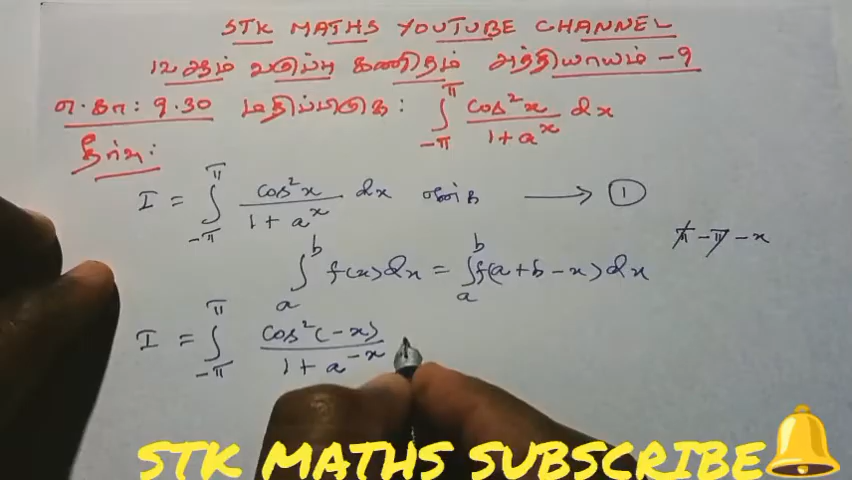 STK MATHS YOUTUBE CHANNEL
12 ஆம் வகுப்பு கணிதம் அத்தியாயம் - 9
எ.கா: 9.30 மதிப்பிடுக: ∫_{-π}^{π} cos²x / (1 + a^x) dx
தீர்வு:
I = ∫_{-π}^{π} cos²x / (1 + a^x) dx என்க ⟶ ①
∫_a^b f(x) dx = ∫_a^b f(a+b-x) dx
π - π - x
I = ∫_{-π}^{π} cos²(-x) / (1 + a^{-x})
STK MATHS SUBSCRIBE